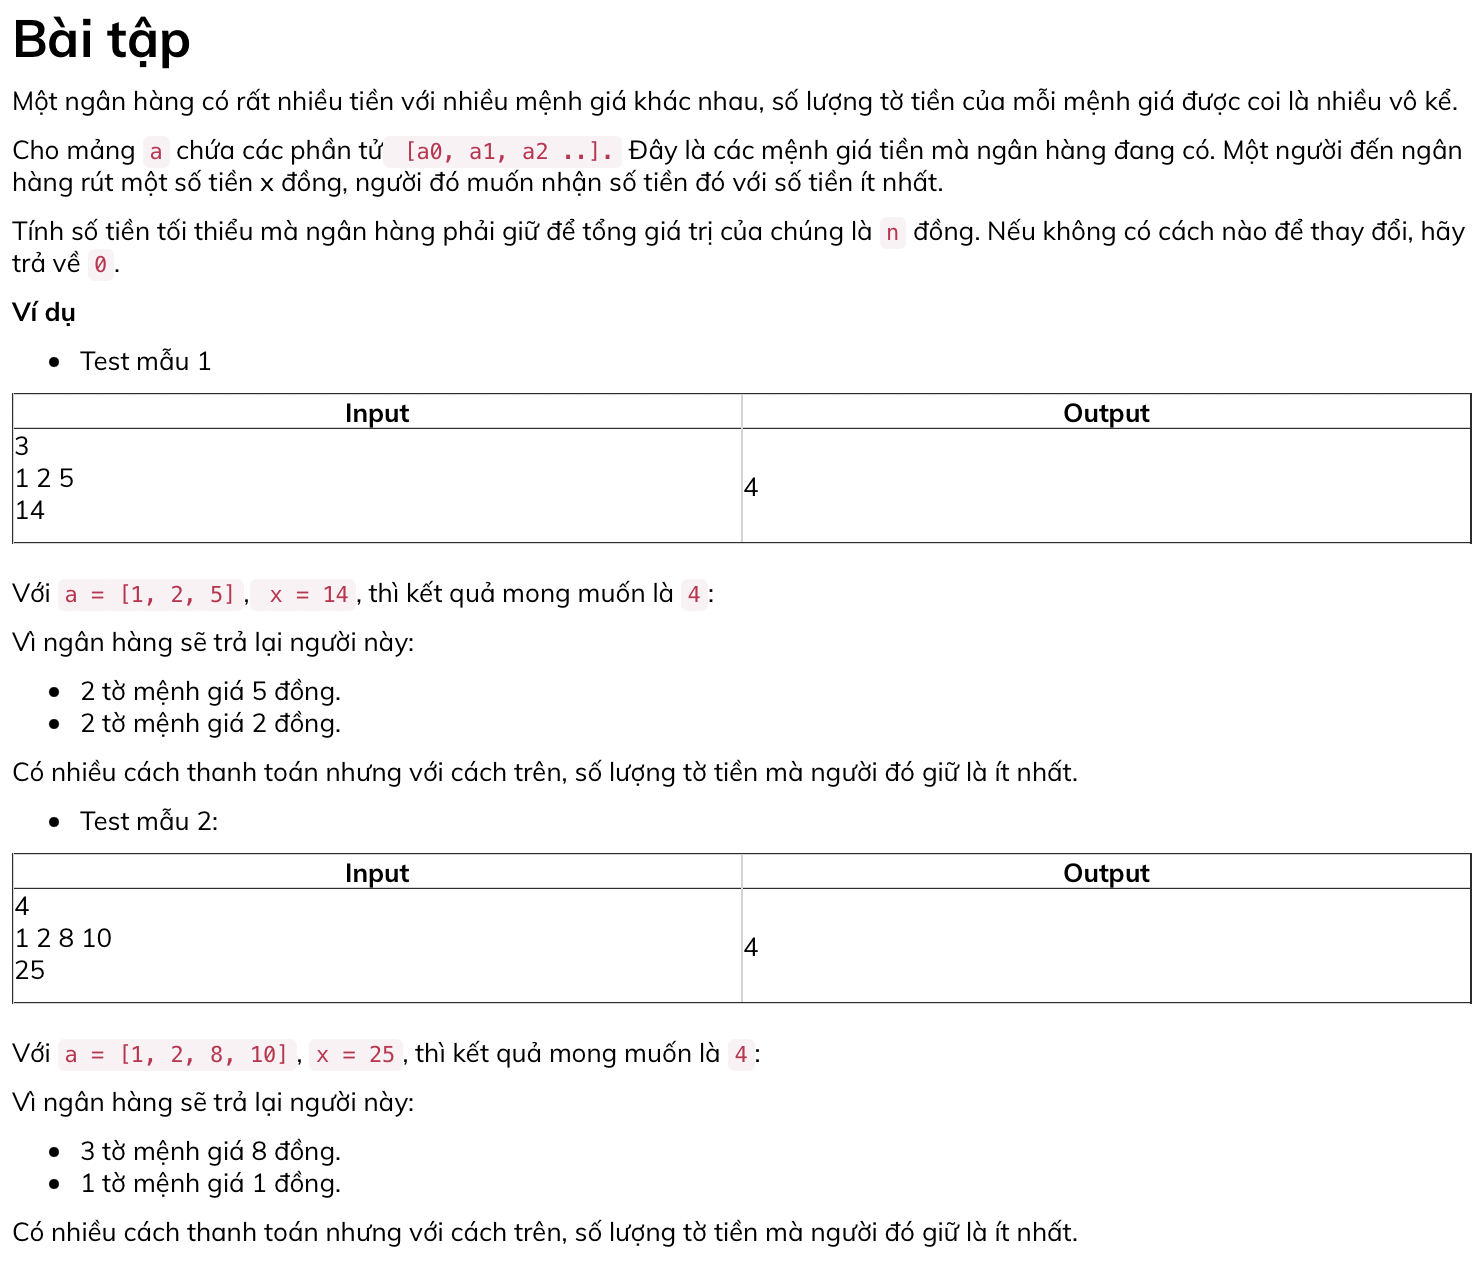 Bài tập
Một ngân hàng có rất nhiều tiền với nhiều mệnh giá khác nhau, số lượng tờ tiền của mỗi mệnh giá được coi là nhiều vô kể.
Cho mảng a chứa các phần tử [a0, a1, a2 ..]. Đây là các mệnh giá tiền mà ngân hàng đang có. Một người đến ngân
hàng rút một số tiền x đồng, người đó muốn nhận số tiền đó với số tiền ít nhất.
Tính số tiền tối thiểu mà ngân hàng phải giữ để tổng giá trị của chúng là n đồng. Nếu không có cách nào để thay đổi, hãy
trả về 0.
Ví dụ
• Test mẫu 1
Input Output
3
1 2 5
14
4
Với a = [1, 2, 5], x = 14, thì kết quả mong muốn là 4:
Vì ngân hàng sẽ trả lại người này:
• 2 tờ mệnh giá 5 đồng.
• 2 tờ mệnh giá 2 đồng.
Có nhiều cách thanh toán nhưng với cách trên, số lượng tờ tiền mà người đó giữ là ít nhất.
• Test mẫu 2:
Input Output
4
1 2 8 10
25
4
Với a = [1, 2, 8, 10], x = 25, thì kết quả mong muốn là 4:
Vì ngân hàng sẽ trả lại người này:
• 3 tờ mệnh giá 8 đồng.
• 1 tờ mệnh giá 1 đồng.
Có nhiều cách thanh toán nhưng với cách trên, số lượng tờ tiền mà người đó giữ là ít nhất.